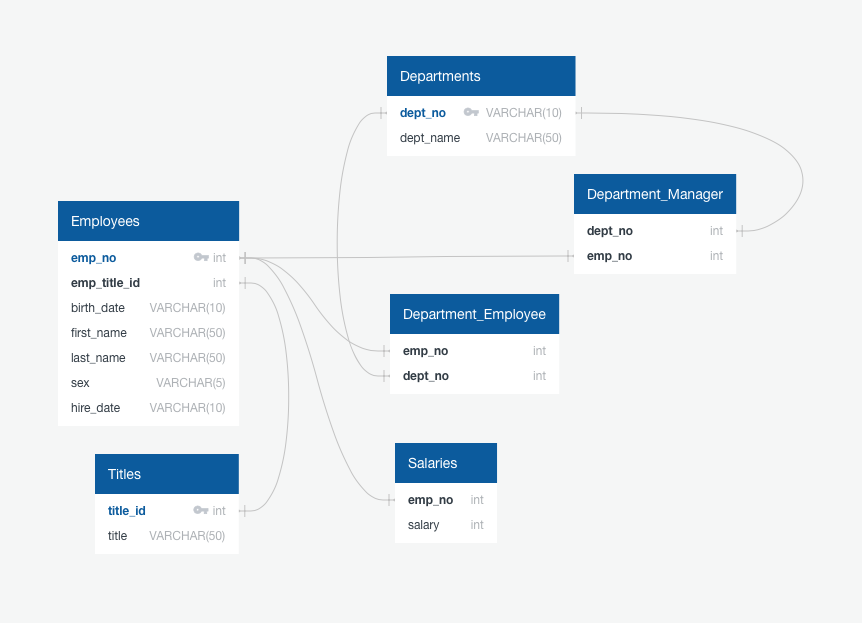 Departments
dept_no VARCHAR(10)
dept_name VARCHAR(50)
Department_Manager
dept_no int
emp_no int
Employees
emp_no int
emp_title_id int
birth_date VARCHAR(10)
first_name VARCHAR(50)
last_name VARCHAR(50)
sex VARCHAR(5)
hire_date VARCHAR(10)
Department_Employee
emp_no int
dept_no int
Titles
title_id int
title VARCHAR(50)
Salaries
emp_no int
salary int